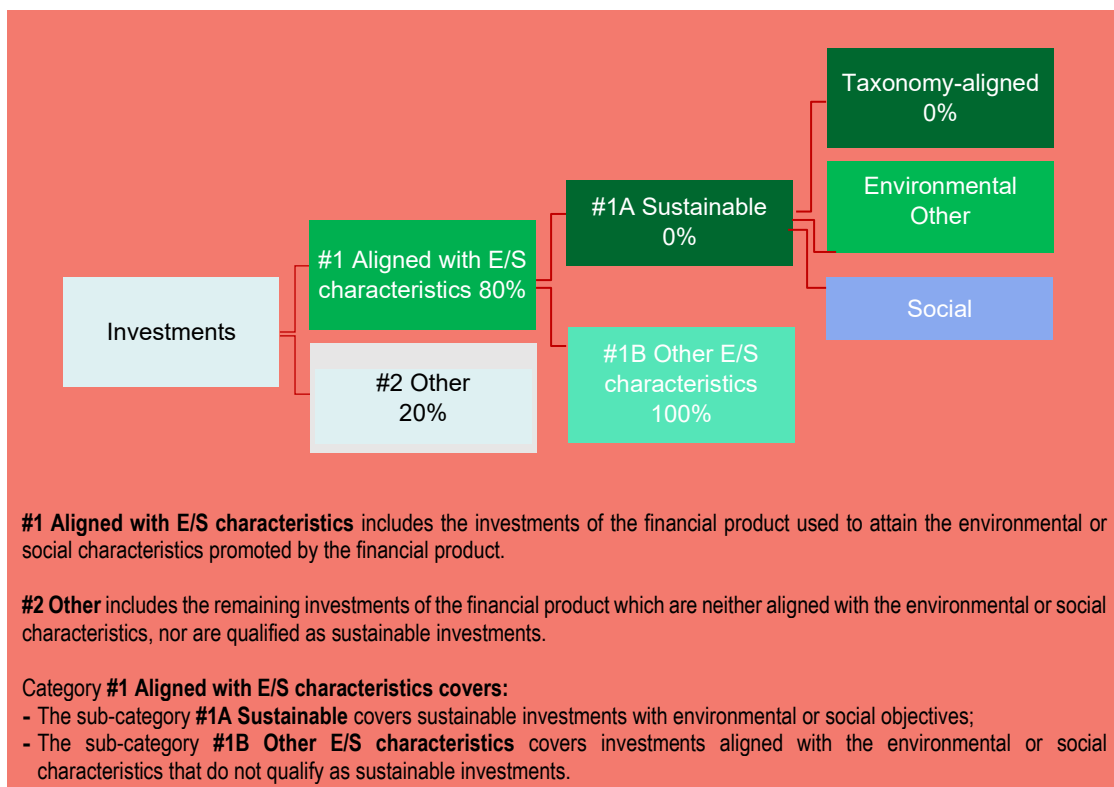 Taxonomy-aligned
0%
Environmental
Other
#1A Sustainable
0%
#1 Aligned with E/S
characteristics 80%
Social
Investments
#1B Other E/S
characteristics
100%
#2 Other
20%
#1 Aligned with E/S characteristics includes the investments of the financial product used to attain the environmental or
social characteristics promoted by the financial product.
#2 Other includes the remaining investments of the financial product which are neither aligned with the environmental or social
characteristics, nor are qualified as sustainable investments.
Category #1 Aligned with E/S characteristics covers:
- The sub-category #1A Sustainable covers sustainable investments with environmental or social objectives;
- The sub-category #1B Other E/S characteristics covers investments aligned with the environmental or social
characteristics that do not qualify as sustainable investments.